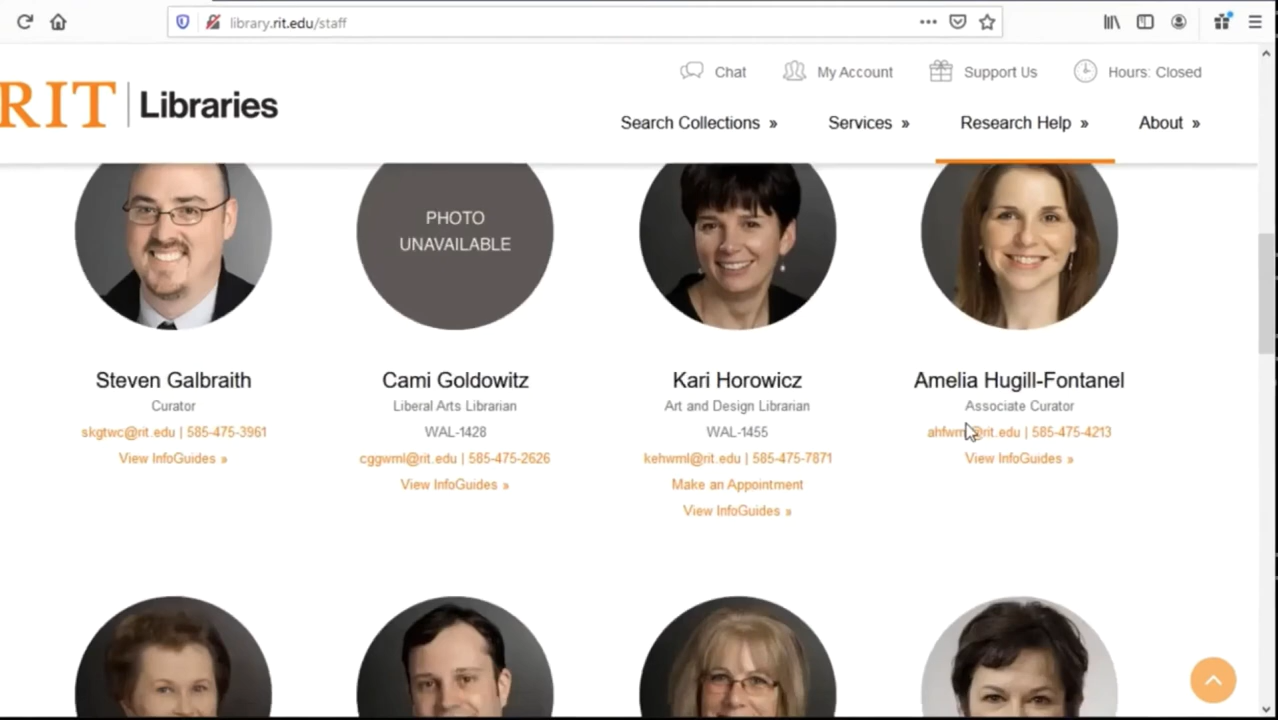 library.rit.edu/staff
Chat
My Account
Support Us
Hours: Closed
RIT | Libraries
Search Collections »
Services »
Research Help »
About »
PHOTO
UNAVAILABLE
Steven Galbraith
Curator
skgtwc@rit.edu | 585-475-3961
View InfoGuides »
Cami Goldowitz
Liberal Arts Librarian
WAL-1428
cggwml@rit.edu | 585-475-2626
View InfoGuides »
Kari Horowicz
Art and Design Librarian
WAL-1455
kehwml@rit.edu | 585-475-7871
Make an Appointment
View InfoGuides »
Amelia Hugill-Fontanel
Associate Curator
585-475-4213
View InfoGuides »